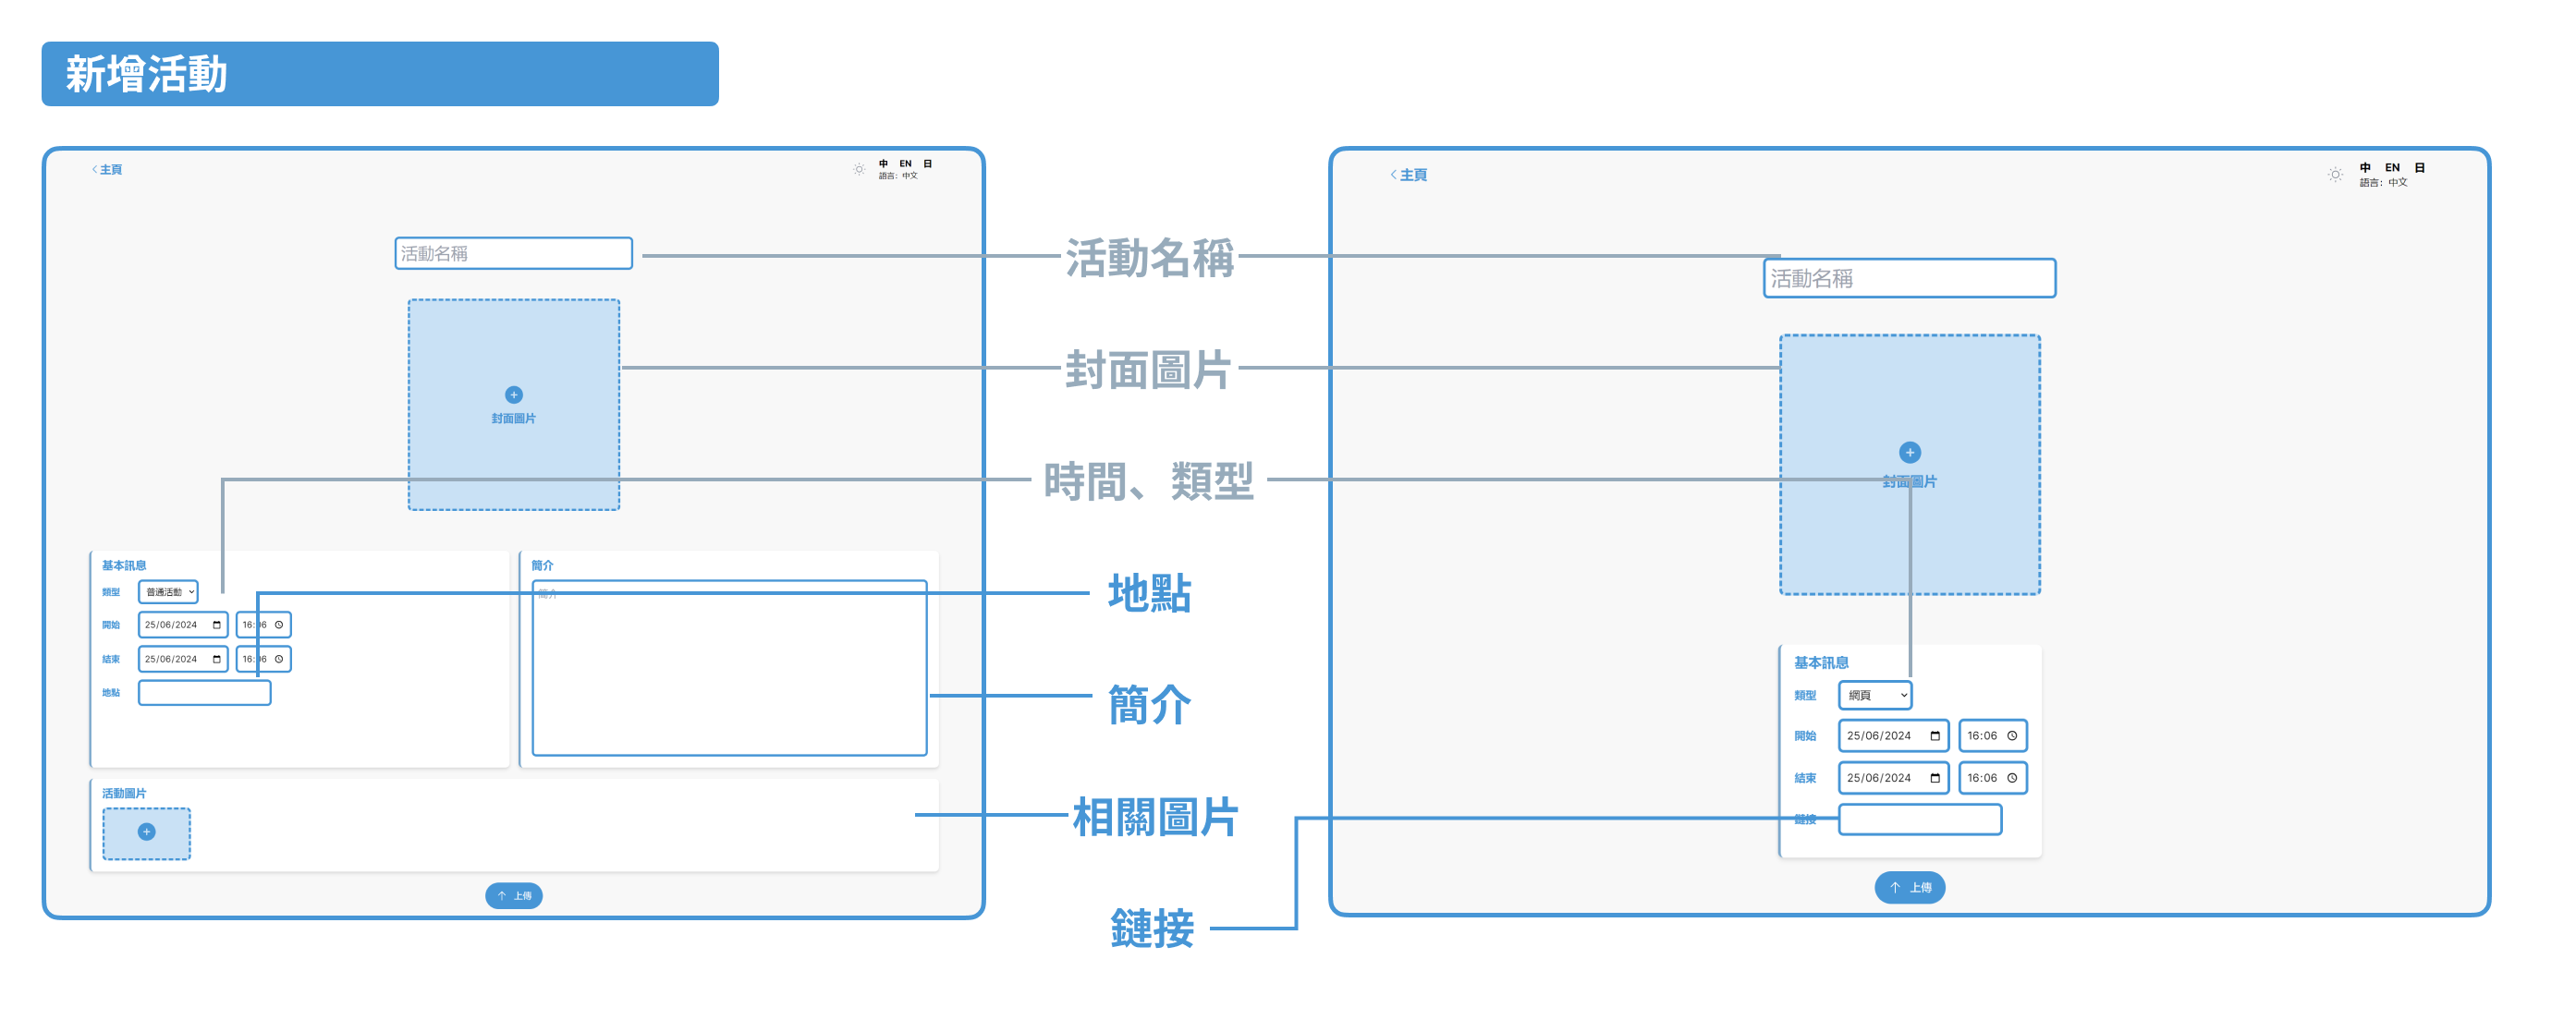 新增活動
主頁
中 EN 日
語言：中文
活動名稱
封面圖片
基本訊息
類型 普通活動
開始 25/06/2024 16:06
結束 25/06/2024 16:06
地點
簡介
簡介
活動圖片
上傳
活動名稱
封面圖片
時間、類型
地點
簡介
相關圖片
鏈接
主頁
中 EN 日
語言：中文
活動名稱
封面圖片
基本訊息
類型 網頁
開始 25/06/2024 16:06
結束 25/06/2024 16:06
鏈接
上傳